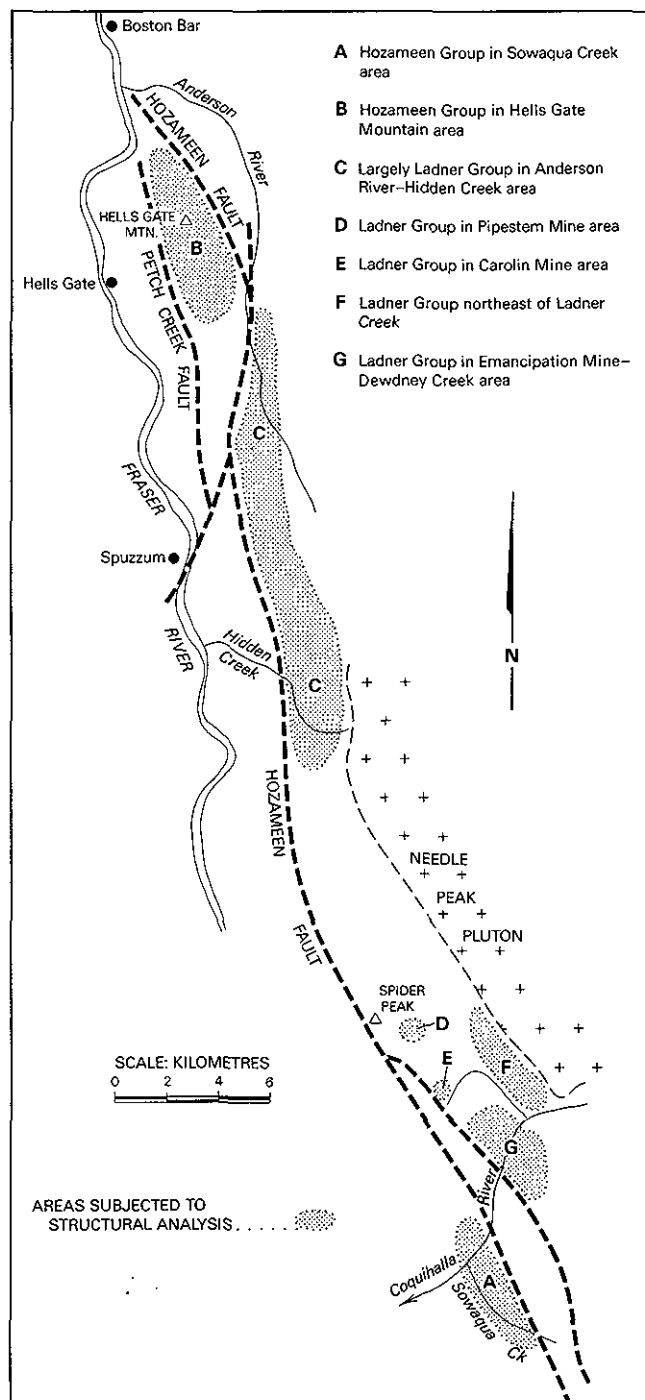 Boston Bar
Anderson
River
HOZAMEEN
FAULT
HELLS GATE
MTN.
B
Hells Gate
PETCH CREEK
FAULT
C
FRASER
RIVER
Spuzzum
Hidden
Creek
C
HOZAMEEN
FAULT
A Hozameen Group in Sowaqua Creek
area
B Hozameen Group in Hells Gate
Mountain area
C Largely Ladner Group in Anderson
River–Hidden Creek area
D Ladner Group in Pipestem Mine area
E Ladner Group in Carolin Mine area
F Ladner Group northeast of Ladner
Creek
G Ladner Group in Emancipation Mine–
Dewdney Creek area
N
NEEDLE
PEAK
PLUTON
SPIDER
PEAK
D
E
F
G
River
Coquihalla
A
Sowaqua
Ck
SCALE: KILOMETRES
0 2 4 6
AREAS SUBJECTED TO
STRUCTURAL ANALYSIS . . . . .